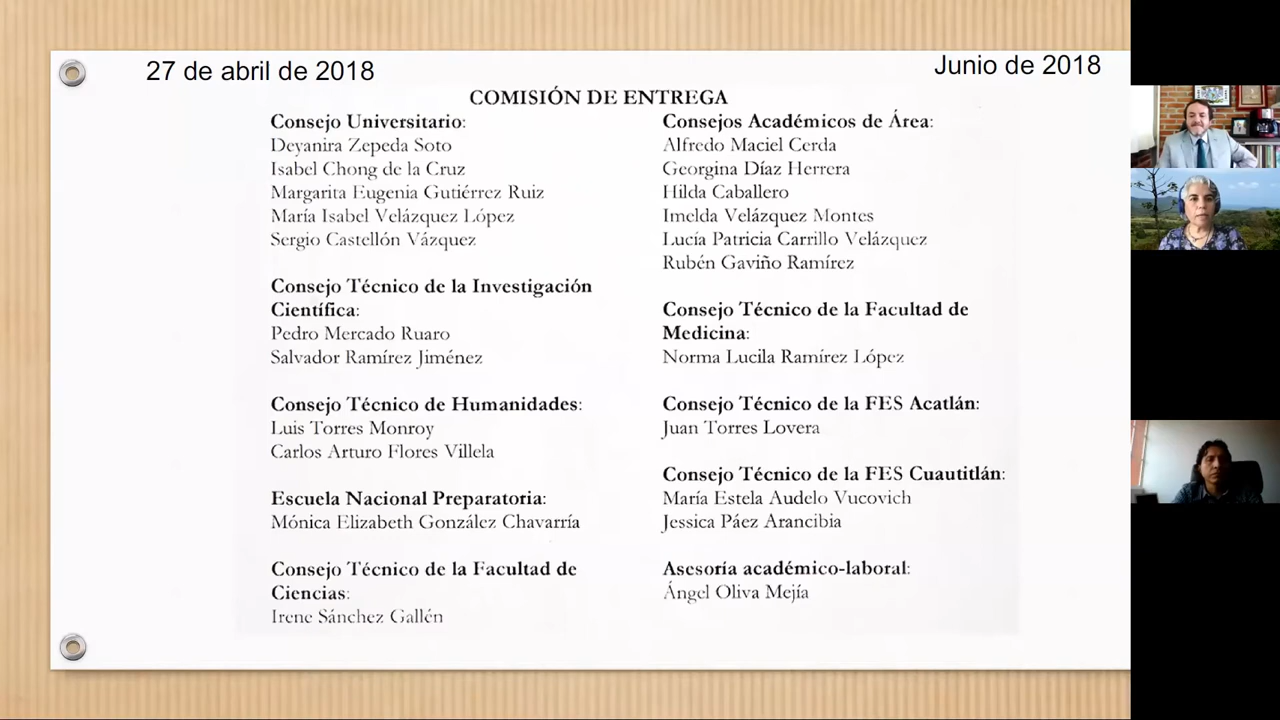 27 de abril de 2018
Junio de 2018
COMISIÓN DE ENTREGA
Consejo Universitario:
Deyanira Zepeda Soto
Isabel Chong de la Cruz
Margarita Eugenia Gutiérrez Ruiz
María Isabel Velázquez López
Sergio Castellón Vázquez
Consejo Técnico de la Investigación
Científica:
Pedro Mercado Ruaro
Salvador Ramírez Jiménez
Consejo Técnico de Humanidades:
Luis Torres Monroy
Carlos Arturo Flores Villela
Escuela Nacional Preparatoria:
Mónica Elizabeth González Chavarría
Consejo Técnico de la Facultad de
Ciencias:
Irene Sánchez Gallén
Consejos Académicos de Área:
Alfredo Maciel Cerda
Georgina Díaz Herrera
Hilda Caballero
Imelda Velázquez Montes
Lucía Patricia Carrillo Velázquez
Rubén Gaviño Ramírez
Consejo Técnico de la Facultad de
Medicina:
Norma Lucila Ramírez López
Consejo Técnico de la FES Acatlán:
Juan Torres Lovera
Consejo Técnico de la FES Cuautitlán:
María Estela Audelo Vucovich
Jessica Páez Arancibia
Asesoría académico-laboral:
Ángel Oliva Mejía